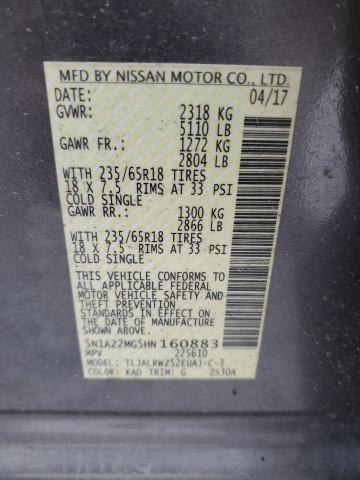 MFD BY NISSAN MOTOR CO., LTD.
DATE: 04/17
GVWR: 2318 KG
5110 LB
GAWR FR.: 1272 KG
2804 LB
WITH 235/65R18 TIRES
18 X 7.5 RIMS AT 33 PSI
COLD SINGLE
GAWR RR.: 1300 KG
2866 LB
WITH 235/65R18 TIRES
18 X 7.5 RIMS AT 33 PSI
COLD SINGLE
THIS VEHICLE CONFORMS TO
ALL APPLICABLE FEDERAL
MOTOR VEHICLE SAFETY
AND THEFT PREVENTION
STANDARDS IN EFFECT ON
THE DATE OF MANUFACTURE
SHOWN ABOVE.
5N1AZ2MG5HN160883
MPV 225610
TLJALRWZ52EUAJ-C-3
COLOR: KAD TRIM: G 2S30A